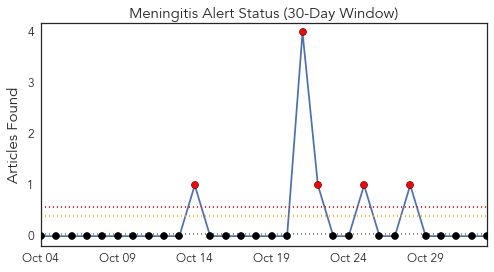 Meningitis Alert Status (30-Day Window)
Articles Found
4
3
2
1
0
Oct 04 Oct 09 Oct 14 Oct 19 Oct 24 Oct 29